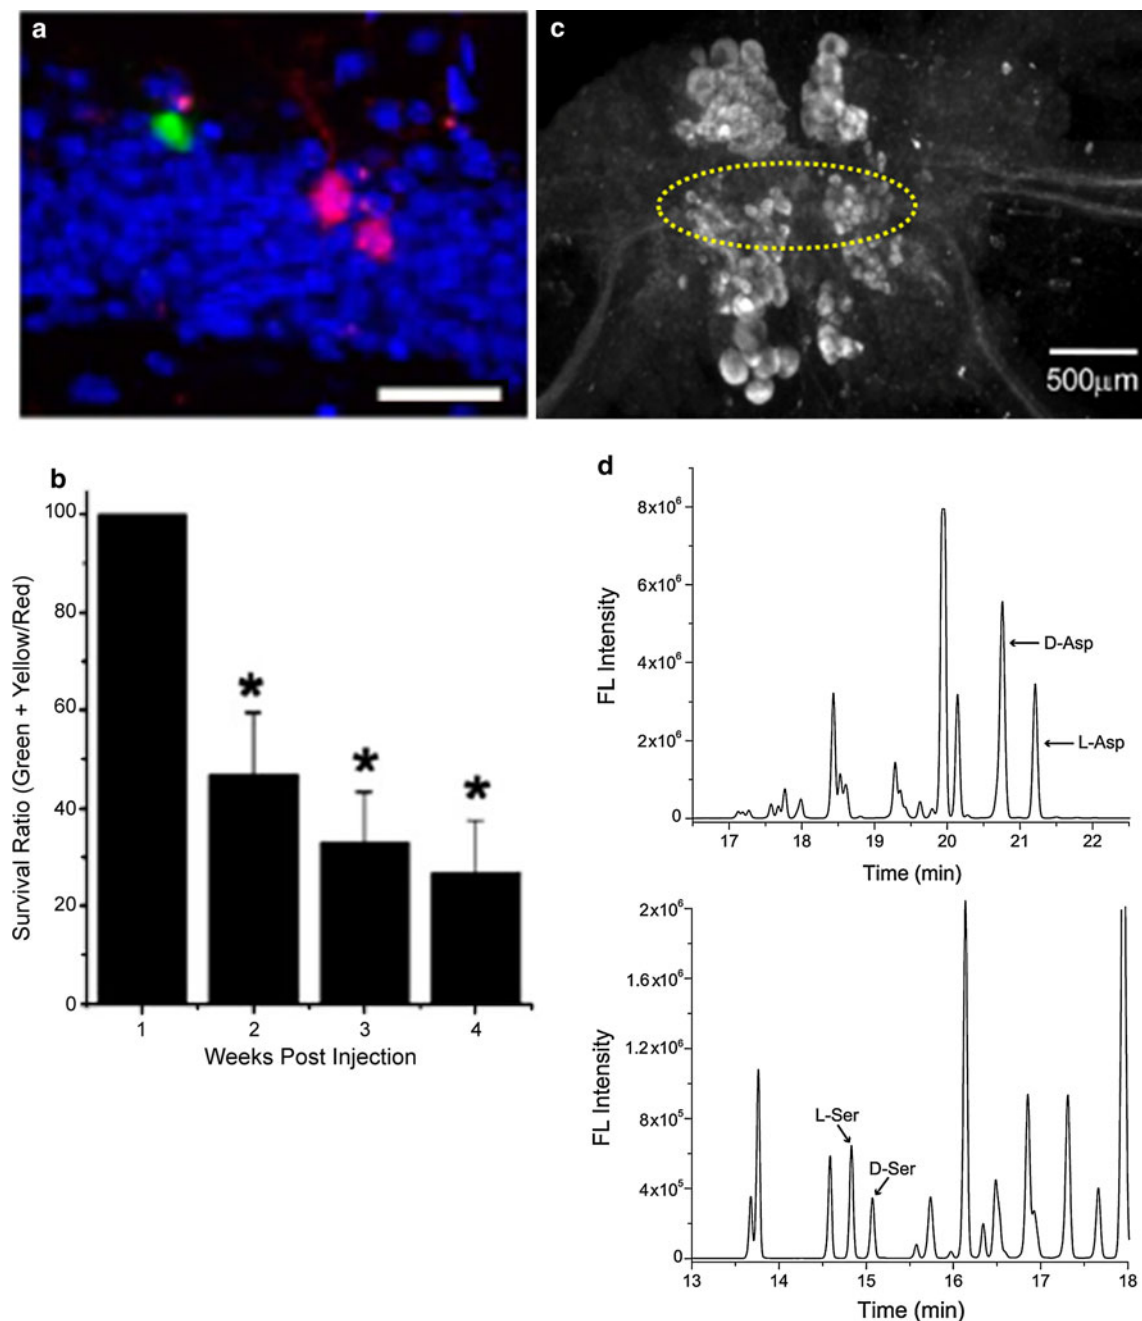 a
c
500μm
b
Survival Ratio (Green + Yellow/Red)
100
80
60
40
20
0
*
*
*
1 2 3 4
Weeks Post Injection
d
FL Intensity
8x10⁶
6x10⁶
4x10⁶
2x10⁶
0
D-Asp
L-Asp
17 18 19 20 21 22
Time (min)
FL Intensity
2x10⁶
1.6x10⁶
1.2x10⁶
8x10⁵
4x10⁵
0
L-Ser
D-Ser
13 14 15 16 17 18
Time (min)